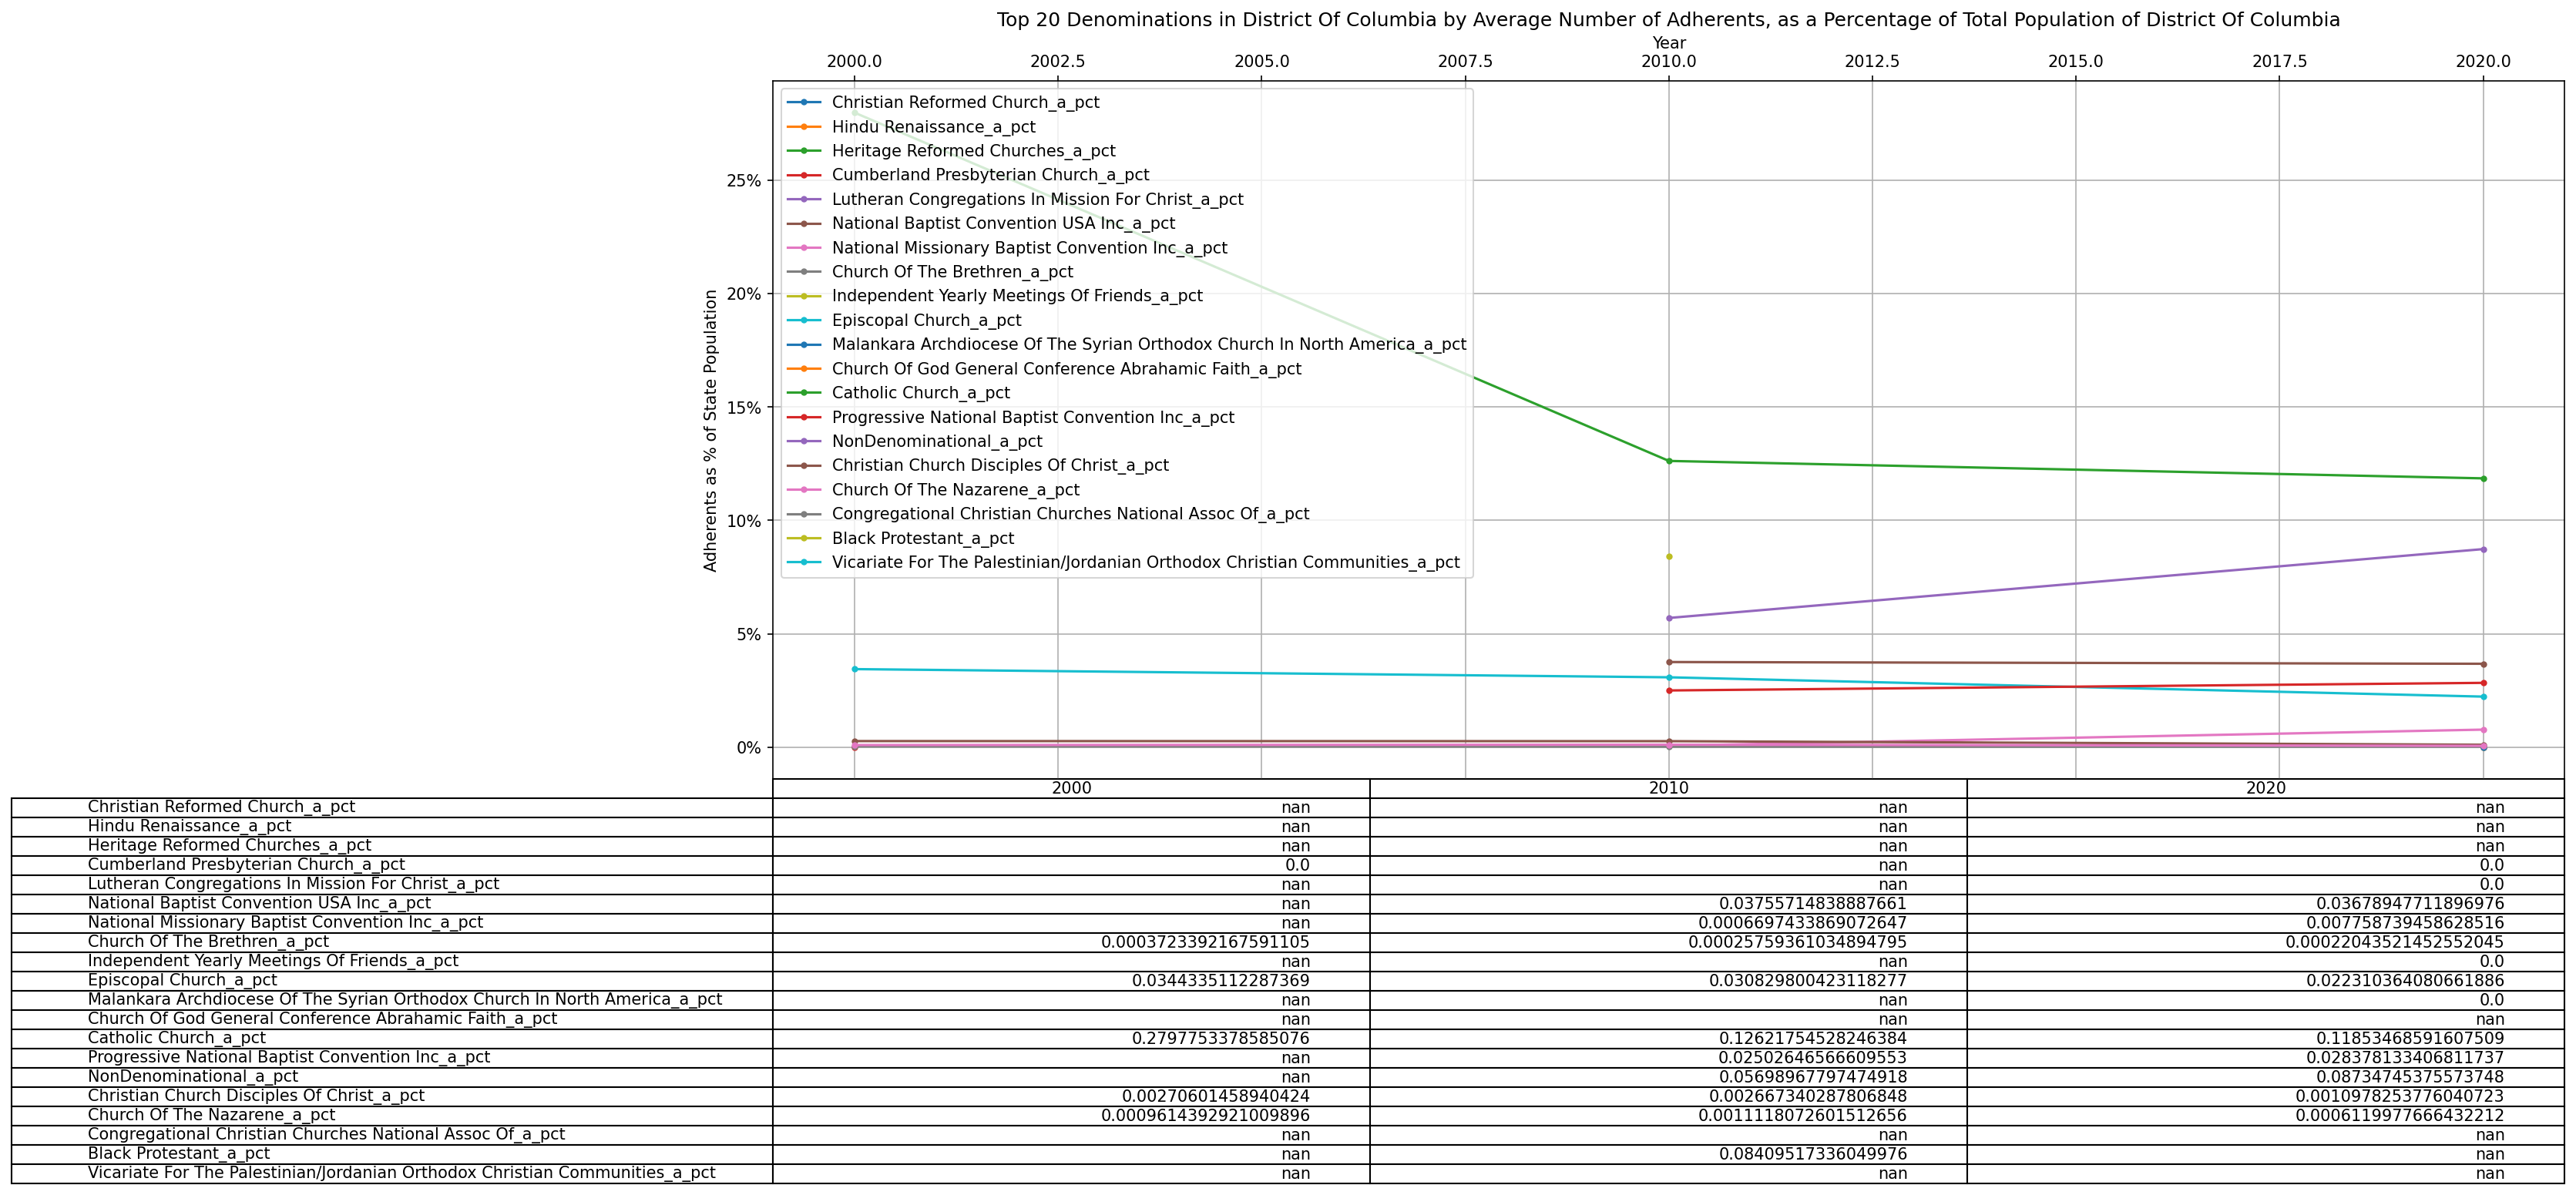 Top 20 Denominations in District Of Columbia by Average Number of Adherents, as a Percentage of Total Population of District Of Columbia
Year
2000.0 2002.5 2005.0 2007.5 2010.0 2012.5 2015.0 2017.5 2020.0
Adherents as % of State Population
25%
20%
15%
10%
5%
0%
Christian Reformed Church_a_pct
Hindu Renaissance_a_pct
Heritage Reformed Churches_a_pct
Cumberland Presbyterian Church_a_pct
Lutheran Congregations In Mission For Christ_a_pct
National Baptist Convention USA Inc_a_pct
National Missionary Baptist Convention Inc_a_pct
Church Of The Brethren_a_pct
Independent Yearly Meetings Of Friends_a_pct
Episcopal Church_a_pct
Malankara Archdiocese Of The Syrian Orthodox Church In North America_a_pct
Church Of God General Conference Abrahamic Faith_a_pct
Catholic Church_a_pct
Progressive National Baptist Convention Inc_a_pct
NonDenominational_a_pct
Christian Church Disciples Of Christ_a_pct
Church Of The Nazarene_a_pct
Congregational Christian Churches National Assoc Of_a_pct
Black Protestant_a_pct
Vicariate For The Palestinian/Jordanian Orthodox Christian Communities_a_pct
2000 2010 2020
Christian Reformed Church_a_pct nan nan nan
Hindu Renaissance_a_pct nan nan nan
Heritage Reformed Churches_a_pct nan nan nan
Cumberland Presbyterian Church_a_pct 0.0 nan 0.0
Lutheran Congregations In Mission For Christ_a_pct nan nan 0.0
National Baptist Convention USA Inc_a_pct nan 0.03755714838887661 0.03678947711896976
National Missionary Baptist Convention Inc_a_pct nan 0.0006697433869072647 0.007758739458628516
Church Of The Brethren_a_pct 0.0003723392167591105 0.00025759361034894795 0.00022043521452552045
Independent Yearly Meetings Of Friends_a_pct nan nan 0.0
Episcopal Church_a_pct 0.0344335112287369 0.030829800423118277 0.022310364080661886
Malankara Archdiocese Of The Syrian Orthodox Church In North America_a_pct nan nan 0.0
Church Of God General Conference Abrahamic Faith_a_pct nan nan nan
Catholic Church_a_pct 0.2797753378585076 0.12621754528246384 0.11853468591607509
Progressive National Baptist Convention Inc_a_pct nan 0.02502646566609553 0.028378133406811737
NonDenominational_a_pct nan 0.05698967797474918 0.08734745375573748
Christian Church Disciples Of Christ_a_pct 0.00270601458940424 0.002667340287806848 0.0010978253776040723
Church Of The Nazarene_a_pct 0.0009614392921009896 0.0011118072601512656 0.0006119977666432212
Congregational Christian Churches National Assoc Of_a_pct nan nan nan
Black Protestant_a_pct nan 0.08409517336049976 nan
Vicariate For The Palestinian/Jordanian Orthodox Christian Communities_a_pct nan nan nan